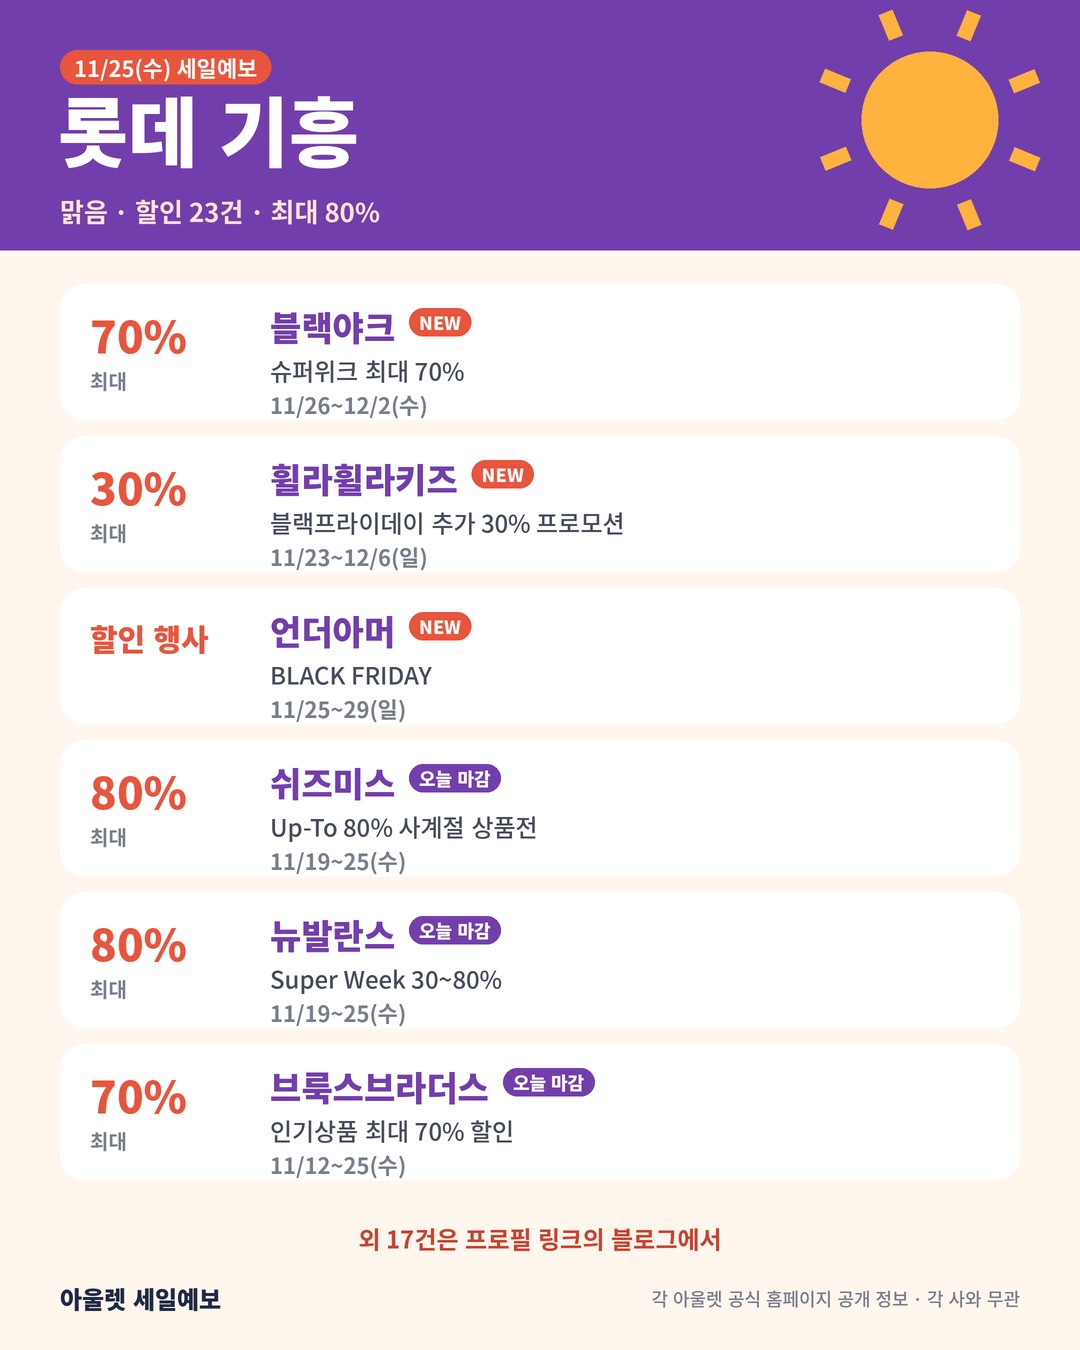 11/25(수) 세일예보
롯데 기흥
맑음 · 할인 23건 · 최대 80%
70%
최대
블랙야크 NEW
슈퍼위크 최대 70%
11/26~12/2(수)
30%
최대
휠라휠라키즈 NEW
블랙프라이데이 추가 30% 프로모션
11/23~12/6(일)
할인 행사
언더아머 NEW
BLACK FRIDAY
11/25~29(일)
80%
최대
쉬즈미스 오늘 마감
Up-To 80% 사계절 상품전
11/19~25(수)
80%
최대
뉴발란스 오늘 마감
Super Week 30~80%
11/19~25(수)
70%
최대
브룩스브라더스 오늘 마감
인기상품 최대 70% 할인
11/12~25(수)
외 17건은 프로필 링크의 블로그에서
아울렛 세일예보
각 아울렛 공식 홈페이지 공개 정보 · 각 사와 무관